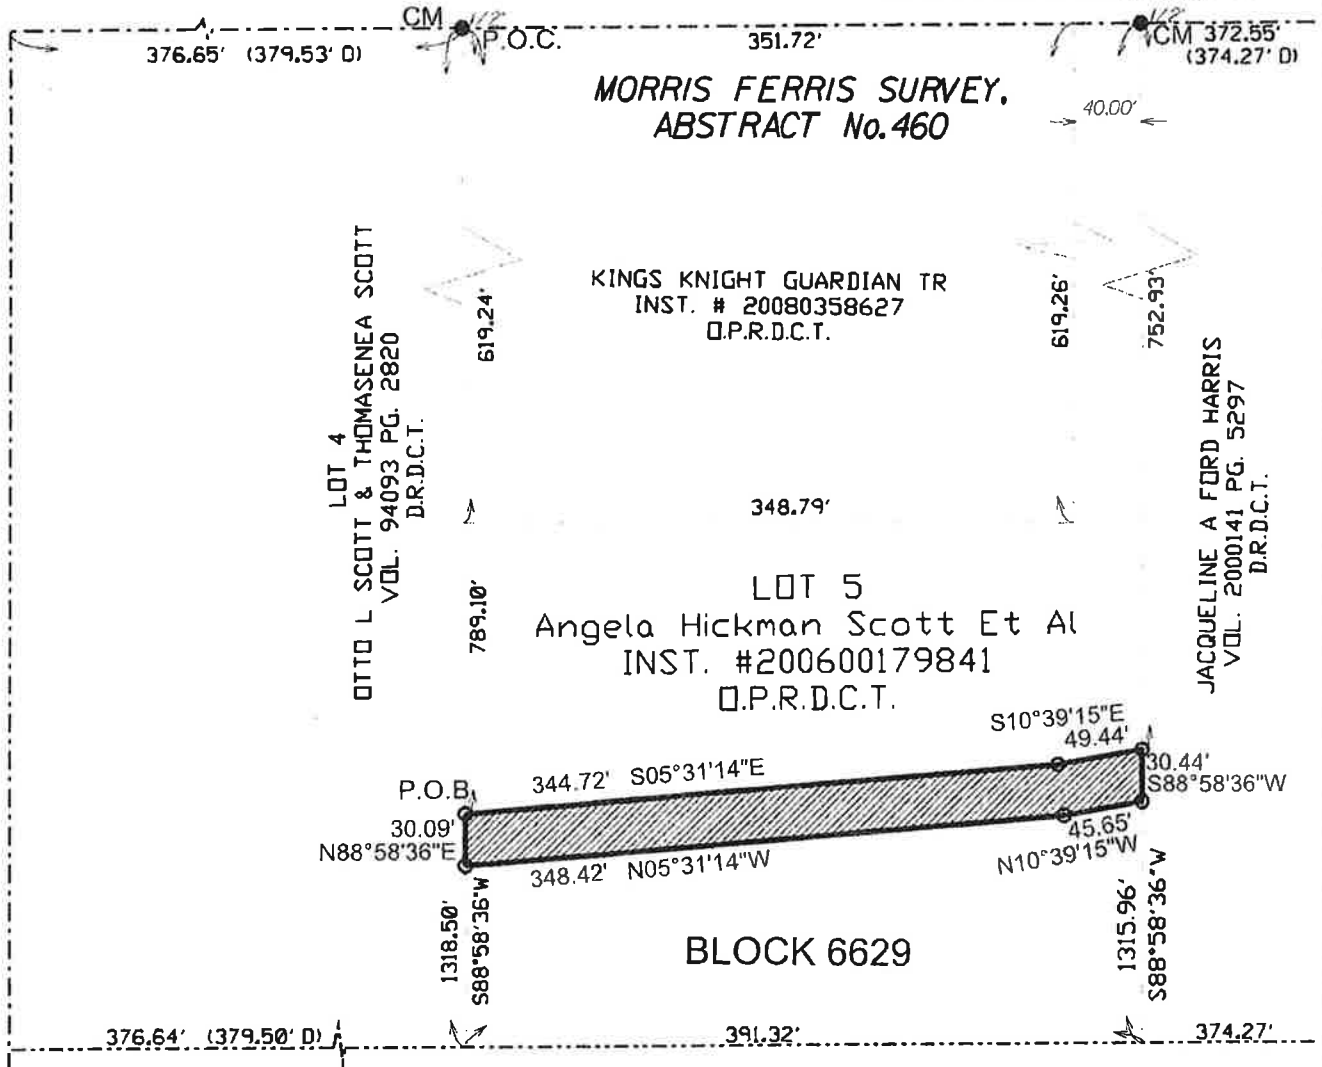 CM 1/2" 1/2"
P.O.C.
376.65' (379.53' D)
351.72'
CM 372.55'
(374.27' D)
MORRIS FERRIS SURVEY,
ABSTRACT No.460
40.00'
KINGS KNIGHT GUARDIAN TR
INST. # 20080358627
O.P.R.D.C.T.
619.24'
619.26'
752.93'
LOT 4
OTTO L SCOTT & THOMASENEA SCOTT
VOL. 94093 PG. 2820
D.R.D.C.T.
JACQUELINE A FORD HARRIS
VOL. 2000141 PG. 5297
D.R.D.C.T.
348.79'
789.10'
LOT 5
Angela Hickman Scott Et Al
INST. #200600179841
O.P.R.D.C.T.
S10°39'15"E
49.44'
344.72' S05°31'14"E
P.O.B.
30.44'
S88°58'36"W
30.09'
N88°58'36"E
45.65'
N10°39'15"W
348.42' N05°31'14"W
1318.50'
S88°58'36"W
1315.96'
S88°58'36"W
BLOCK 6629
376.64' (379.50' D)
391.32'
374.27'